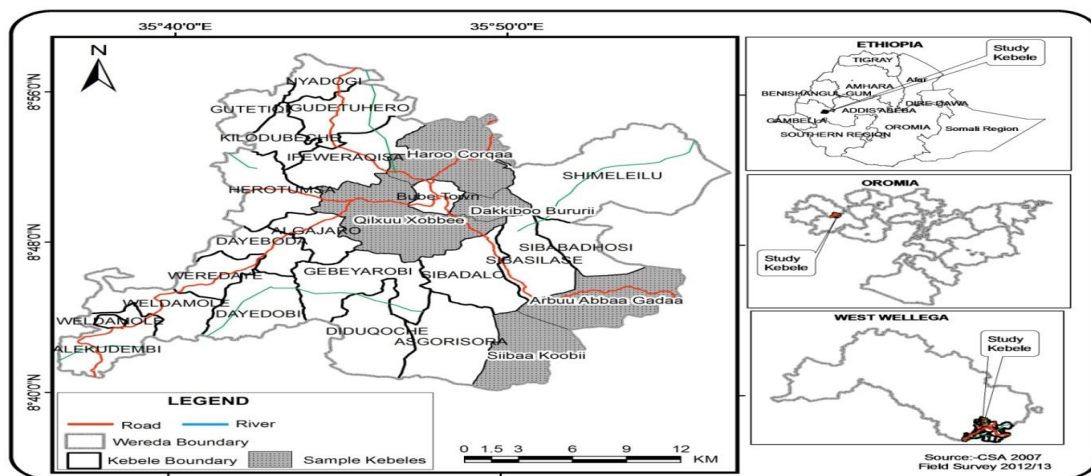 35°40'0"E
35°50'0"E
N
8°56'0"N
8°48'0"N
8°40'0"N
NYADOGI
GUTETIQI
GUDETUHERO
KILODUBECHE
IFEWERAQISA
Haroo Corqaa
SHIMELEILU
HEROTUMSA
Bube Town
Dakkiboo Bururii
Qilxuu Xobbee
ALGAJARO
DAYEBODA
SIBABADHOSI
SIBASILASE
GEBEYAROBI
SIBADALO
WELDAMOLE
Arbuu Abbaa Gadaa
WELDAMOLE
DAYEDOBI
DIDUQOCHE
ASGORISORA
ALEKUDEMBI
Siibaa Koobii
LEGEND
Road
River
Wereda Boundary
Kebele Boundary
Sample Kebeles
0 1.5 3 6 9 12
KM
ETHIOPIA
Study
Kebele
TIGRAY
Afar
AMHARA
BENISHANGUL-GUM
DIRE DAWA
ADDIS ABEBA
GAMBELLA
OROMIA
Somali Region
SOUTHERN REGION
OROMIA
Study
Kebele
WEST WELLEGA
Study
Kebele
Source:-CSA 2007
Field Survey 2012/13